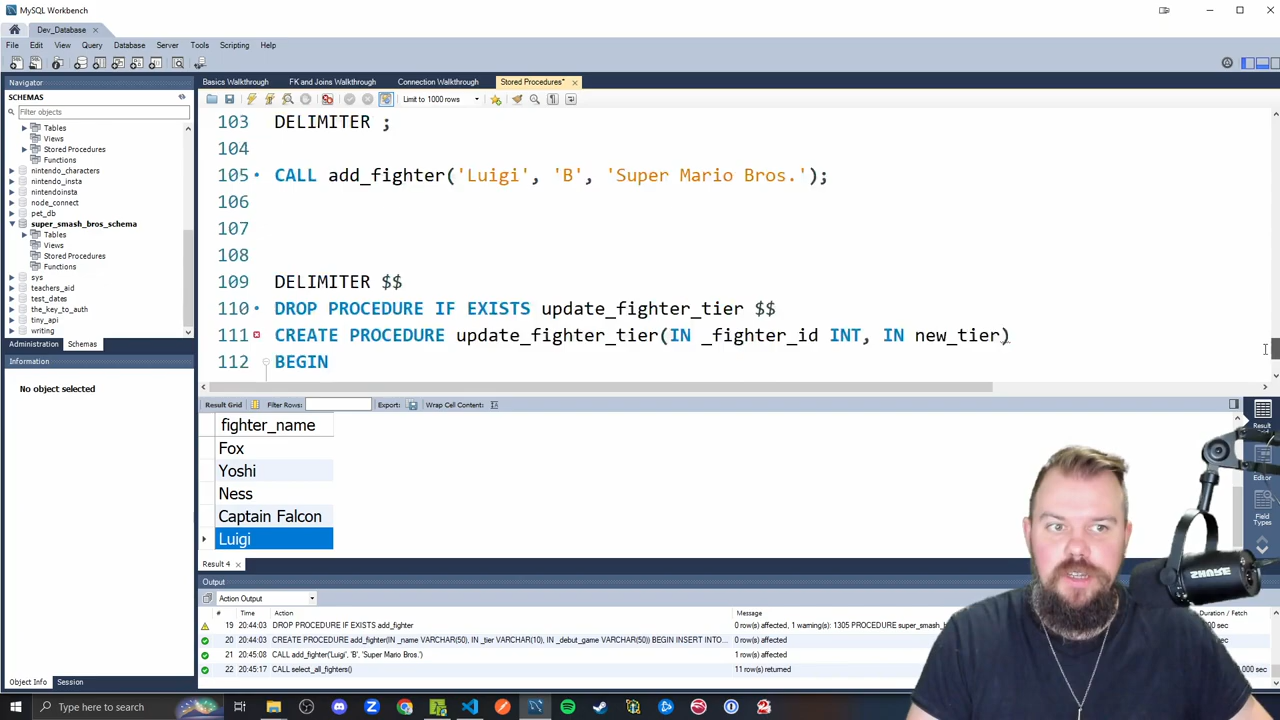 MySQL Workbench
Dev_Database
File Edit View Query Database Server Tools Scripting Help
Navigator
SCHEMAS
Filter objects
Tables
Views
Stored Procedures
Functions
nintendo_characters
nintendo_insta
nintendoinsta
node_connect
pet_db
super_smash_bros_schema
Tables
Views
Stored Procedures
Functions
sys
teachers_aid
test_dates
the_key_to_auth
tiny_api
writing
Administration Schemas
Information
No object selected
Object Info Session
Basics Walkthrough FK and Joins Walkthrough Connection Walkthrough Stored Procedures*
Limit to 1000 rows
103 DELIMITER ;
104
105 CALL add_fighter('Luigi', 'B', 'Super Mario Bros.');
106
107
108
109 DELIMITER $$
110 DROP PROCEDURE IF EXISTS update_fighter_tier $$
111 CREATE PROCEDURE update_fighter_tier(IN _fighter_id INT, IN new_tier)
112 BEGIN
Result Grid Filter Rows: Export: Wrap Cell Content:
fighter_name
Fox
Yoshi
Ness
Captain Falcon
Luigi
Result
Editor
Field
Types
Result 4
Output
Action Output
# Time Action Message Duration / Fetch
19 20:44:03 DROP PROCEDURE IF EXISTS add_fighter 0 row(s) affected, 1 warning(s): 1305 PROCEDURE super_smash_b sec
20 20:44:03 CREATE PROCEDURE add_fighter(IN _name VARCHAR(50), IN _tier VARCHAR(10), IN _debut_game VARCHAR(50)) BEGIN INSERT INTO... 0 row(s) affected sec
21 20:45:08 CALL add_fighter('Luigi', 'B', 'Super Mario Bros.') 1 row(s) affected sec
22 20:45:17 CALL select_all_fighters() 11 row(s) returned 0.000 sec
SHURE
Type here to search